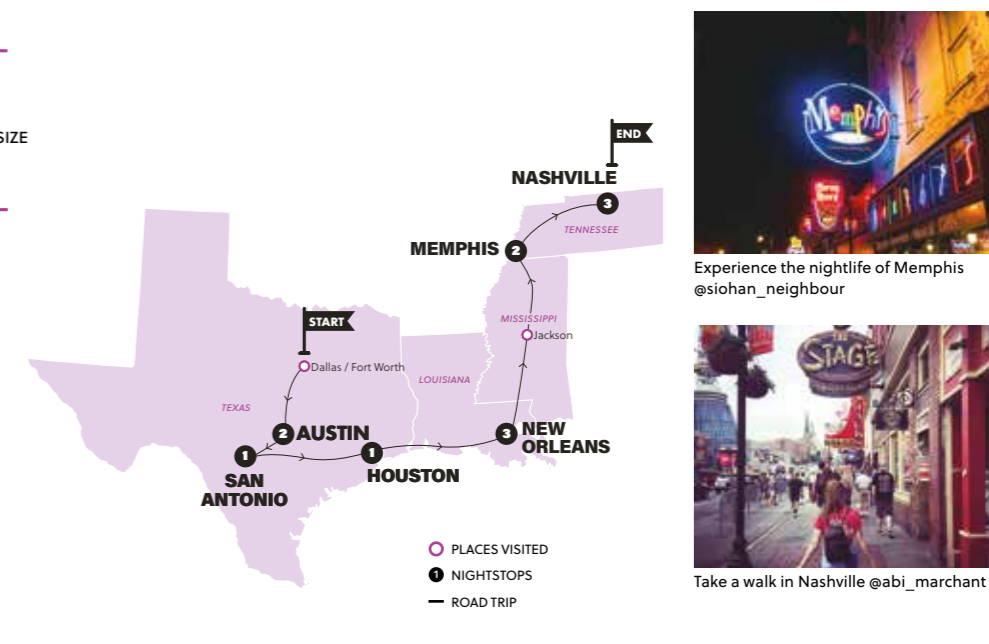 SIZE
END
NASHVILLE
3
TENNESSEE
MEMPHIS
2
MISSISSIPPI
START
Jackson
Dallas / Fort Worth
LOUISIANA
TEXAS
2 AUSTIN
3 NEW
ORLEANS
1
1
SAN
ANTONIO
HOUSTON
PLACES VISITED
1 NIGHTSTOPS
ROAD TRIP
Memphis
Experience the nightlife of Memphis
@siohan_neighbour
THE
STAGE
Take a walk in Nashville @abi_marchant